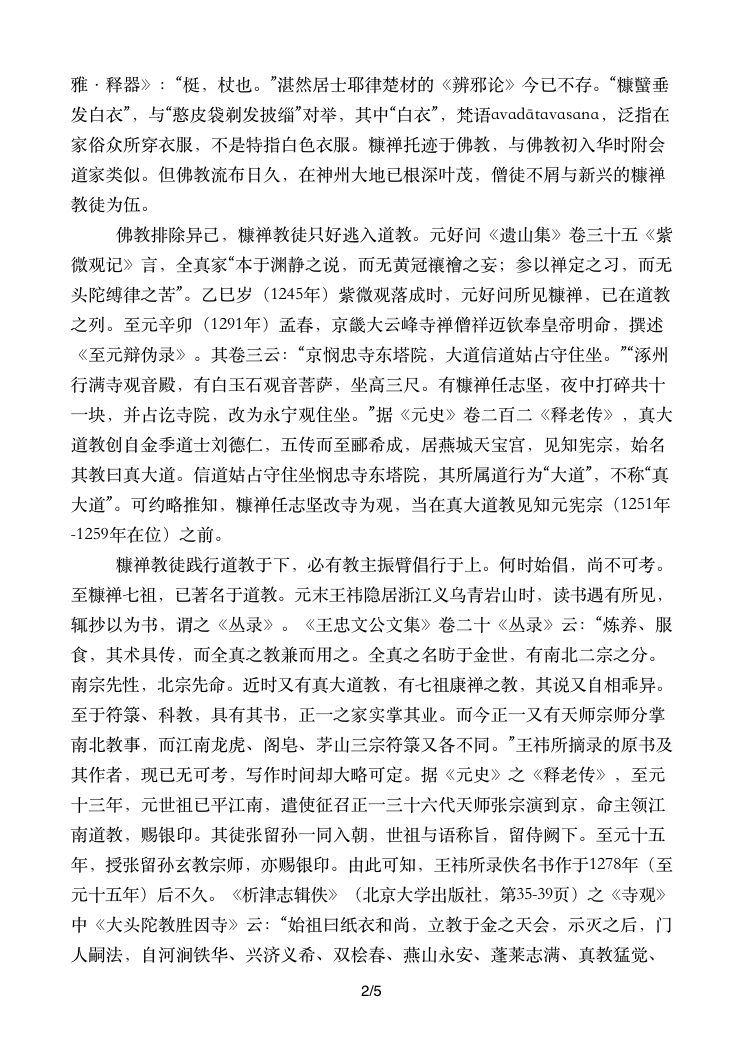 雅·释器》：“梃，杖也。”湛然居士耶律楚材的《辨邪论》今已不存。“糠蠥垂
发白衣”，与“憨皮袋剃发披缁”对举，其中“白衣”，梵语avadātavasana，泛指在
家俗众所穿衣服，不是特指白色衣服。糠禅托迹于佛教，与佛教初入华时附会
道家类似。但佛教流布日久，在神州大地已根深叶茂，僧徒不屑与新兴的糠禅
教徒为伍。
佛教排除异己，糠禅教徒只好逃入道教。元好问《遗山集》卷三十五《紫
微观记》言，全真家“本于渊静之说，而无黄冠禳禬之妄；参以禅定之习，而无
头陀缚律之苦”。乙巳岁（1245年）紫微观落成时，元好问所见糠禅，已在道教
之列。至元辛卯（1291年）孟春，京畿大云峰寺禅僧祥迈钦奉皇帝明命，撰述
《至元辩伪录》。其卷三云：“京悯忠寺东塔院，大道信道姑占守住坐。”“涿州
行满寺观音殿，有白玉石观音菩萨，坐高三尺。有糠禅任志坚，夜中打碎共十
一块，并占讫寺院，改为永宁观住坐。”据《元史》卷二百二《释老传》，真大
道教创自金季道士刘德仁，五传而至郦希成，居燕城天宝宫，见知宪宗，始名
其教曰真大道。信道姑占守住坐悯忠寺东塔院，其所属道行为“大道”，不称“真
大道”。可约略推知，糠禅任志坚改寺为观，当在真大道教见知元宪宗（1251年
-1259年在位）之前。
糠禅教徒践行道教于下，必有教主振臂倡行于上。何时始倡，尚不可考。
至糠禅七祖，已著名于道教。元末王祎隐居浙江义乌青岩山时，读书遇有所见，
辄抄以为书，谓之《丛录》。《王忠文公文集》卷二十《丛录》云：“炼养、服
食，其术具传，而全真之教兼而用之。全真之名昉于金世，有南北二宗之分。
南宗先性，北宗先命。近时又有真大道教，有七祖康禅之教，其说又自相乖异。
至于符箓、科教，具有其书，正一之家实掌其业。而今正一又有天师宗师分掌
南北教事，而江南龙虎、阁皂、茅山三宗符箓又各不同。”王祎所摘录的原书及
其作者，现已无可考，写作时间却大略可定。据《元史》之《释老传》，至元
十三年，元世祖已平江南，遣使征召正一三十六代天师张宗演到京，命主领江
南道教，赐银印。其徒张留孙一同入朝，世祖与语称旨，留侍阙下。至元十五
年，授张留孙玄教宗师，亦赐银印。由此可知，王祎所录佚名书作于1278年（至
元十五年）后不久。《析津志辑佚》（北京大学出版社，第35-39页）之《寺观》
中《大头陀教胜因寺》云：“始祖曰纸衣和尚，立教于金之天会，示灭之后，门
人嗣法，自河涧铁华、兴济义希、双桧春、燕山永安、蓬莱志满、真教猛觉、
2/5